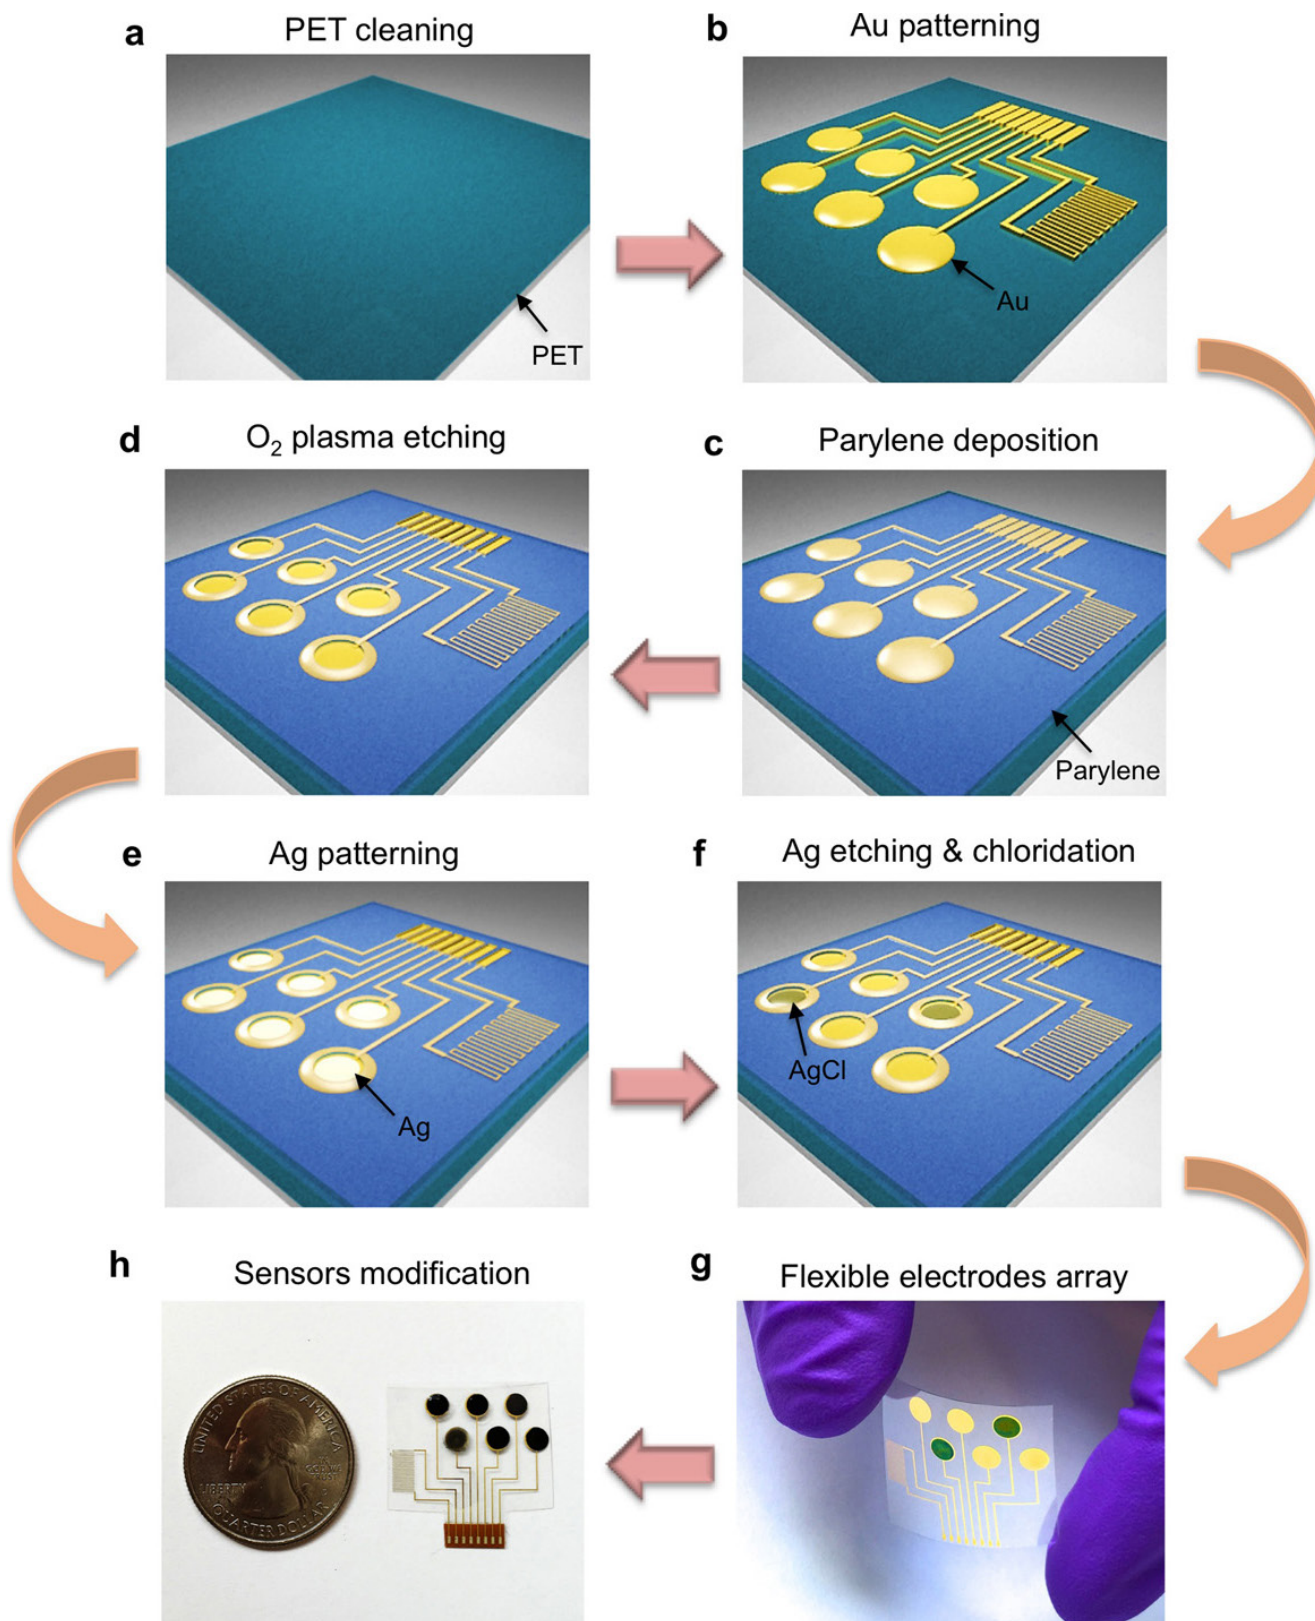 a PET cleaning
PET
b Au patterning
Au
c Parylene deposition
Parylene
d O₂ plasma etching
e Ag patterning
Ag
f Ag etching & chloridation
AgCl
g Flexible electrodes array
h Sensors modification
UNITED STATES OF AMERICA
LIBERTY
QUARTER DOLLAR